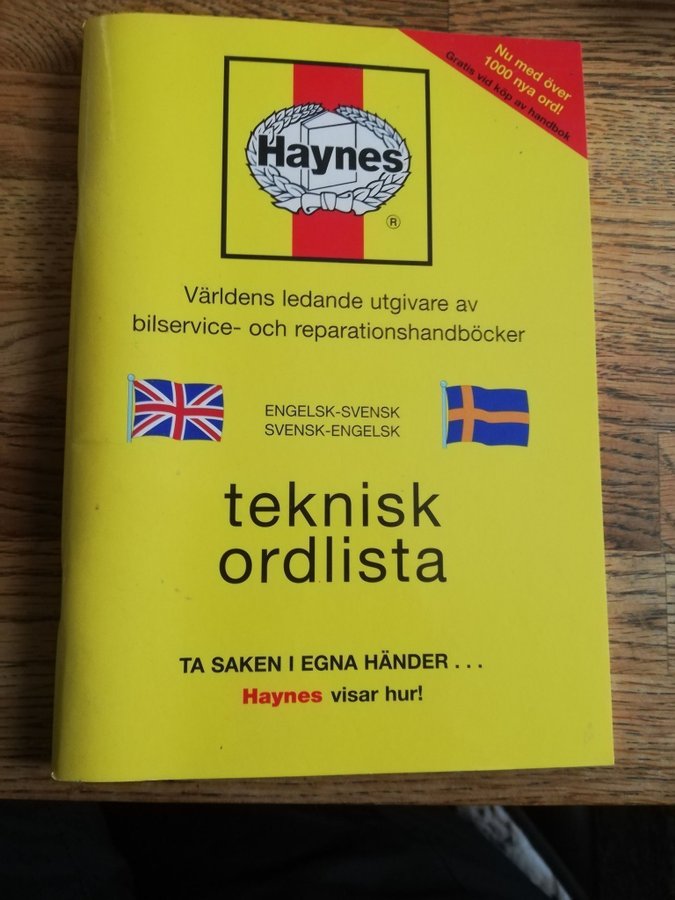 Nu med över
1000 nya ord!
Gratis vid köp av handbok
Haynes
®
Världens ledande utgivare av
bilservice- och reparationshandböcker
ENGELSK-SVENSK
SVENSK-ENGELSK
teknisk
ordlista
TA SAKEN I EGNA HÄNDER . . .
Haynes visar hur!